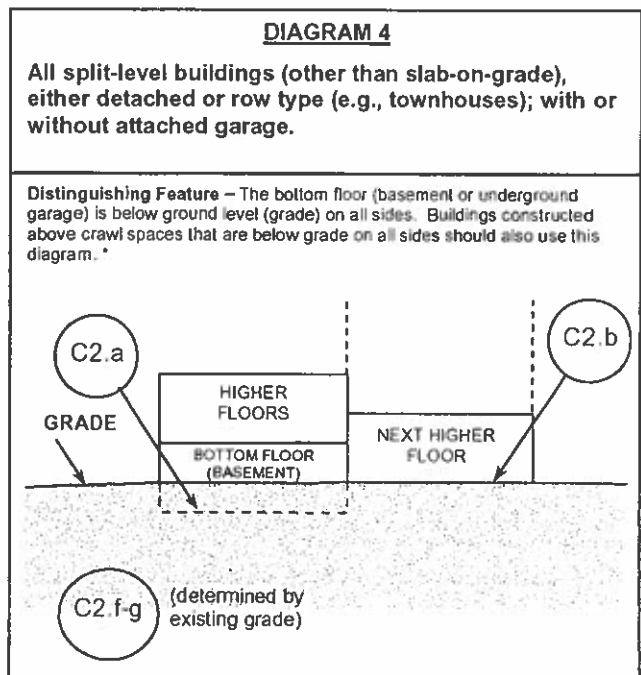 DIAGRAM 4
All split-level buildings (other than slab-on-grade),
either detached or row type (e.g., townhouses); with or
without attached garage.
Distinguishing Feature – The bottom floor (basement or underground
garage) is below ground level (grade) on all sides. Buildings constructed
above crawl spaces that are below grade on all sides should also use this
diagram. *
C2.a
C2.b
HIGHER
FLOORS
GRADE
NEXT HIGHER
FLOOR
BOTTOM FLOOR
(BASEMENT)
C2.f-g
(determined by
existing grade)